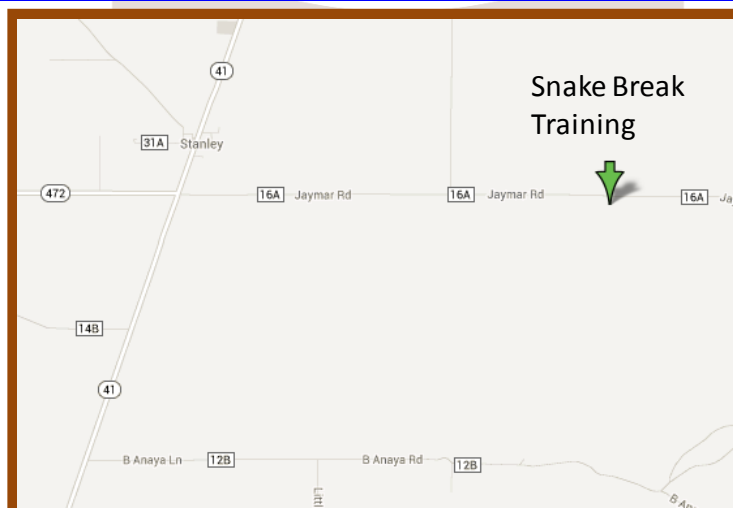 41
Snake Break
Training
31A Stanley
472
16A Jaymar Rd
16A Jaymar Rd
16A
14B
41
B Anaya Ln 12B
B Anaya Rd 12B
B